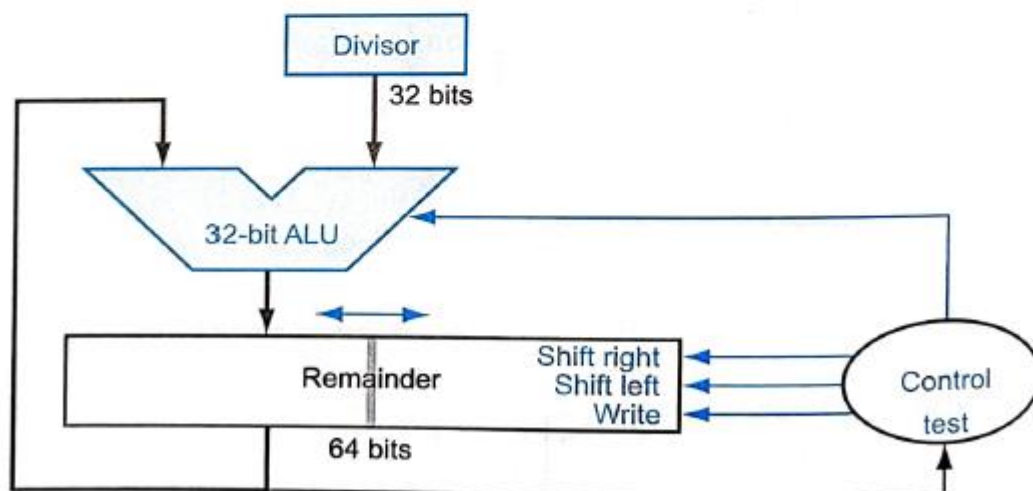 Divisor
32 bits
32-bit ALU
Remainder
Shift right
Shift left
Write
64 bits
Control
test